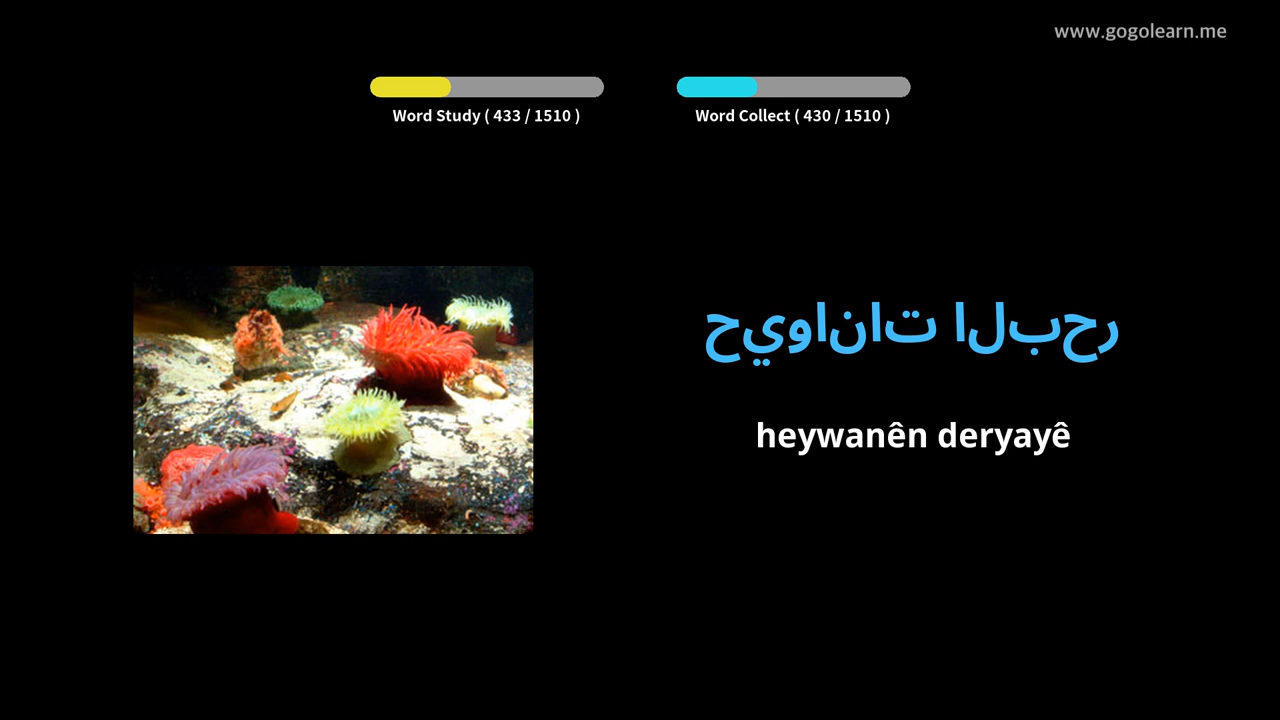 www.gogolearn.me
Word Study ( 433 / 1510 )
Word Collect ( 430 / 1510 )
حيوانات البحر
heywanên deryayê